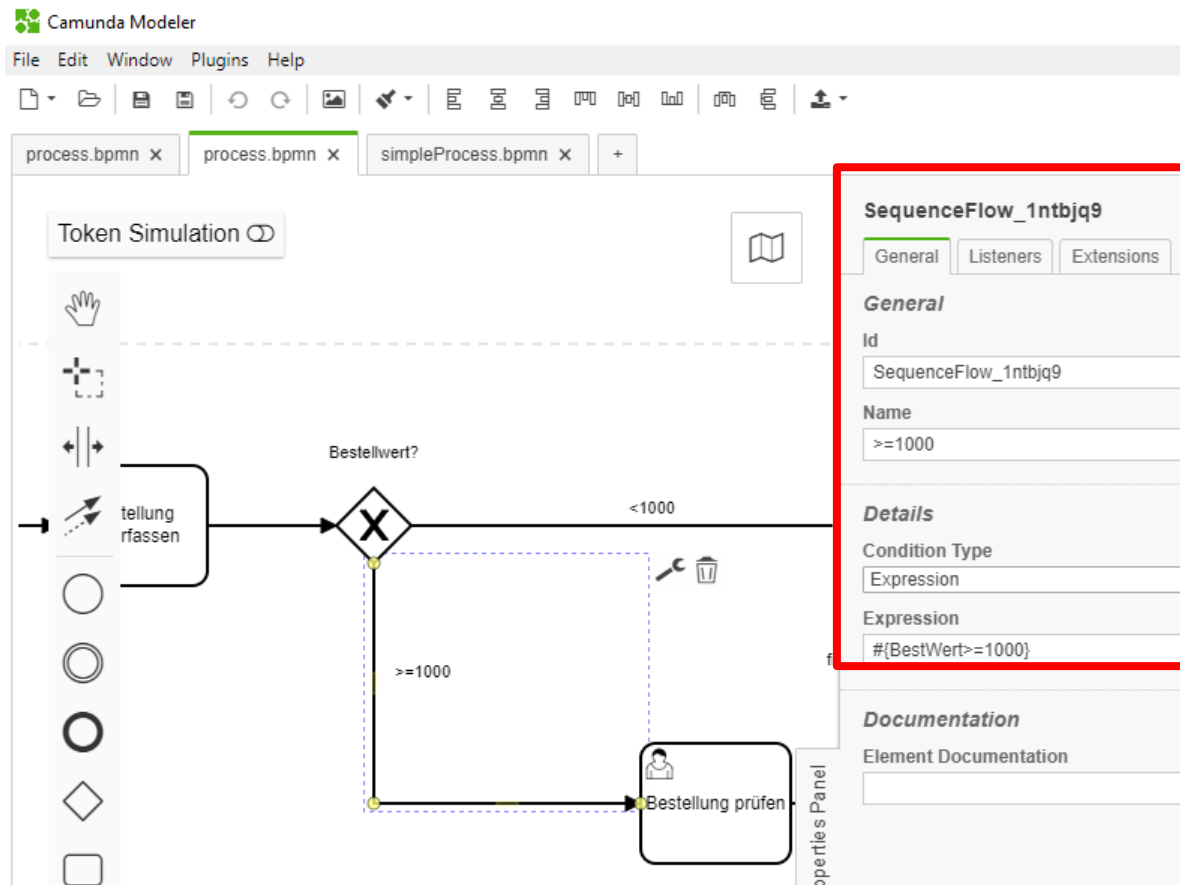 Camunda Modeler
File Edit Window Plugins Help
process.bpmn × process.bpmn × simpleProcess.bpmn × +
Token Simulation
SequenceFlow_1ntbjq9
General Listeners Extensions
General
Id
SequenceFlow_1ntbjq9
Name
>=1000
Details
Condition Type
Expression
Expression
#{BestWert>=1000}
Documentation
Element Documentation
Bestellwert?
tellung
rfassen
X
<1000
>=1000
f
Bestellung prüfen
operties Panel